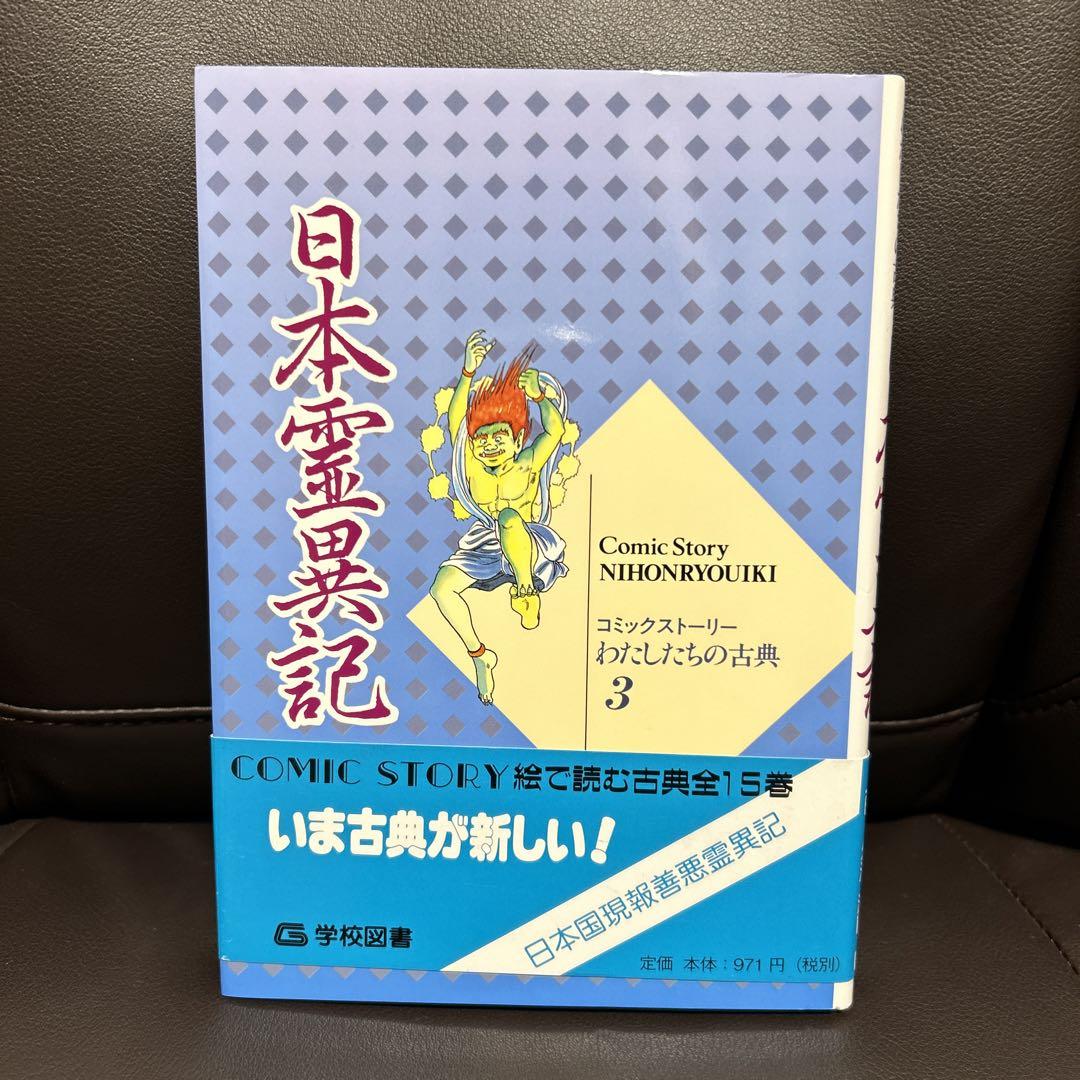 日本霊異記
Comic Story
NIHONRYOUIKI
コミックストーリー
わたしたちの古典
3
COMIC STORY 絵で読む古典全15巻
いま古典が新しい!
日本国現報善悪霊異記
学校図書
定価 本体:971円(税別)